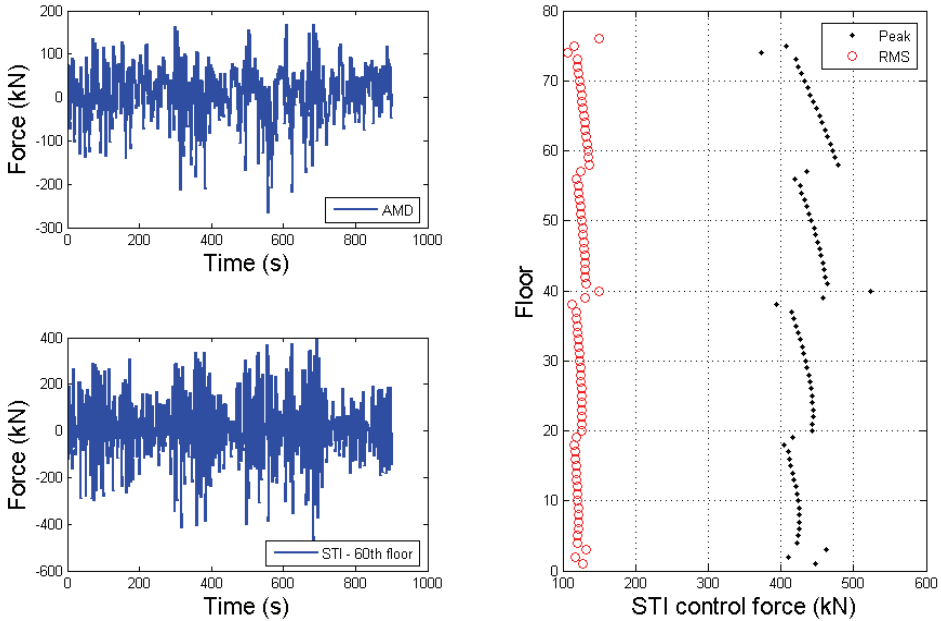 200
100
0
-100
-200
-300
Force (kN)
0 200 400 600 800 1000
Time (s)
AMD
400
200
0
-200
-400
-600
Force (kN)
0 200 400 600 800 1000
Time (s)
STI - 60th floor
80
70
60
50
40
30
20
10
0
Floor
100 200 300 400 500 600
STI control force (kN)
Peak
RMS